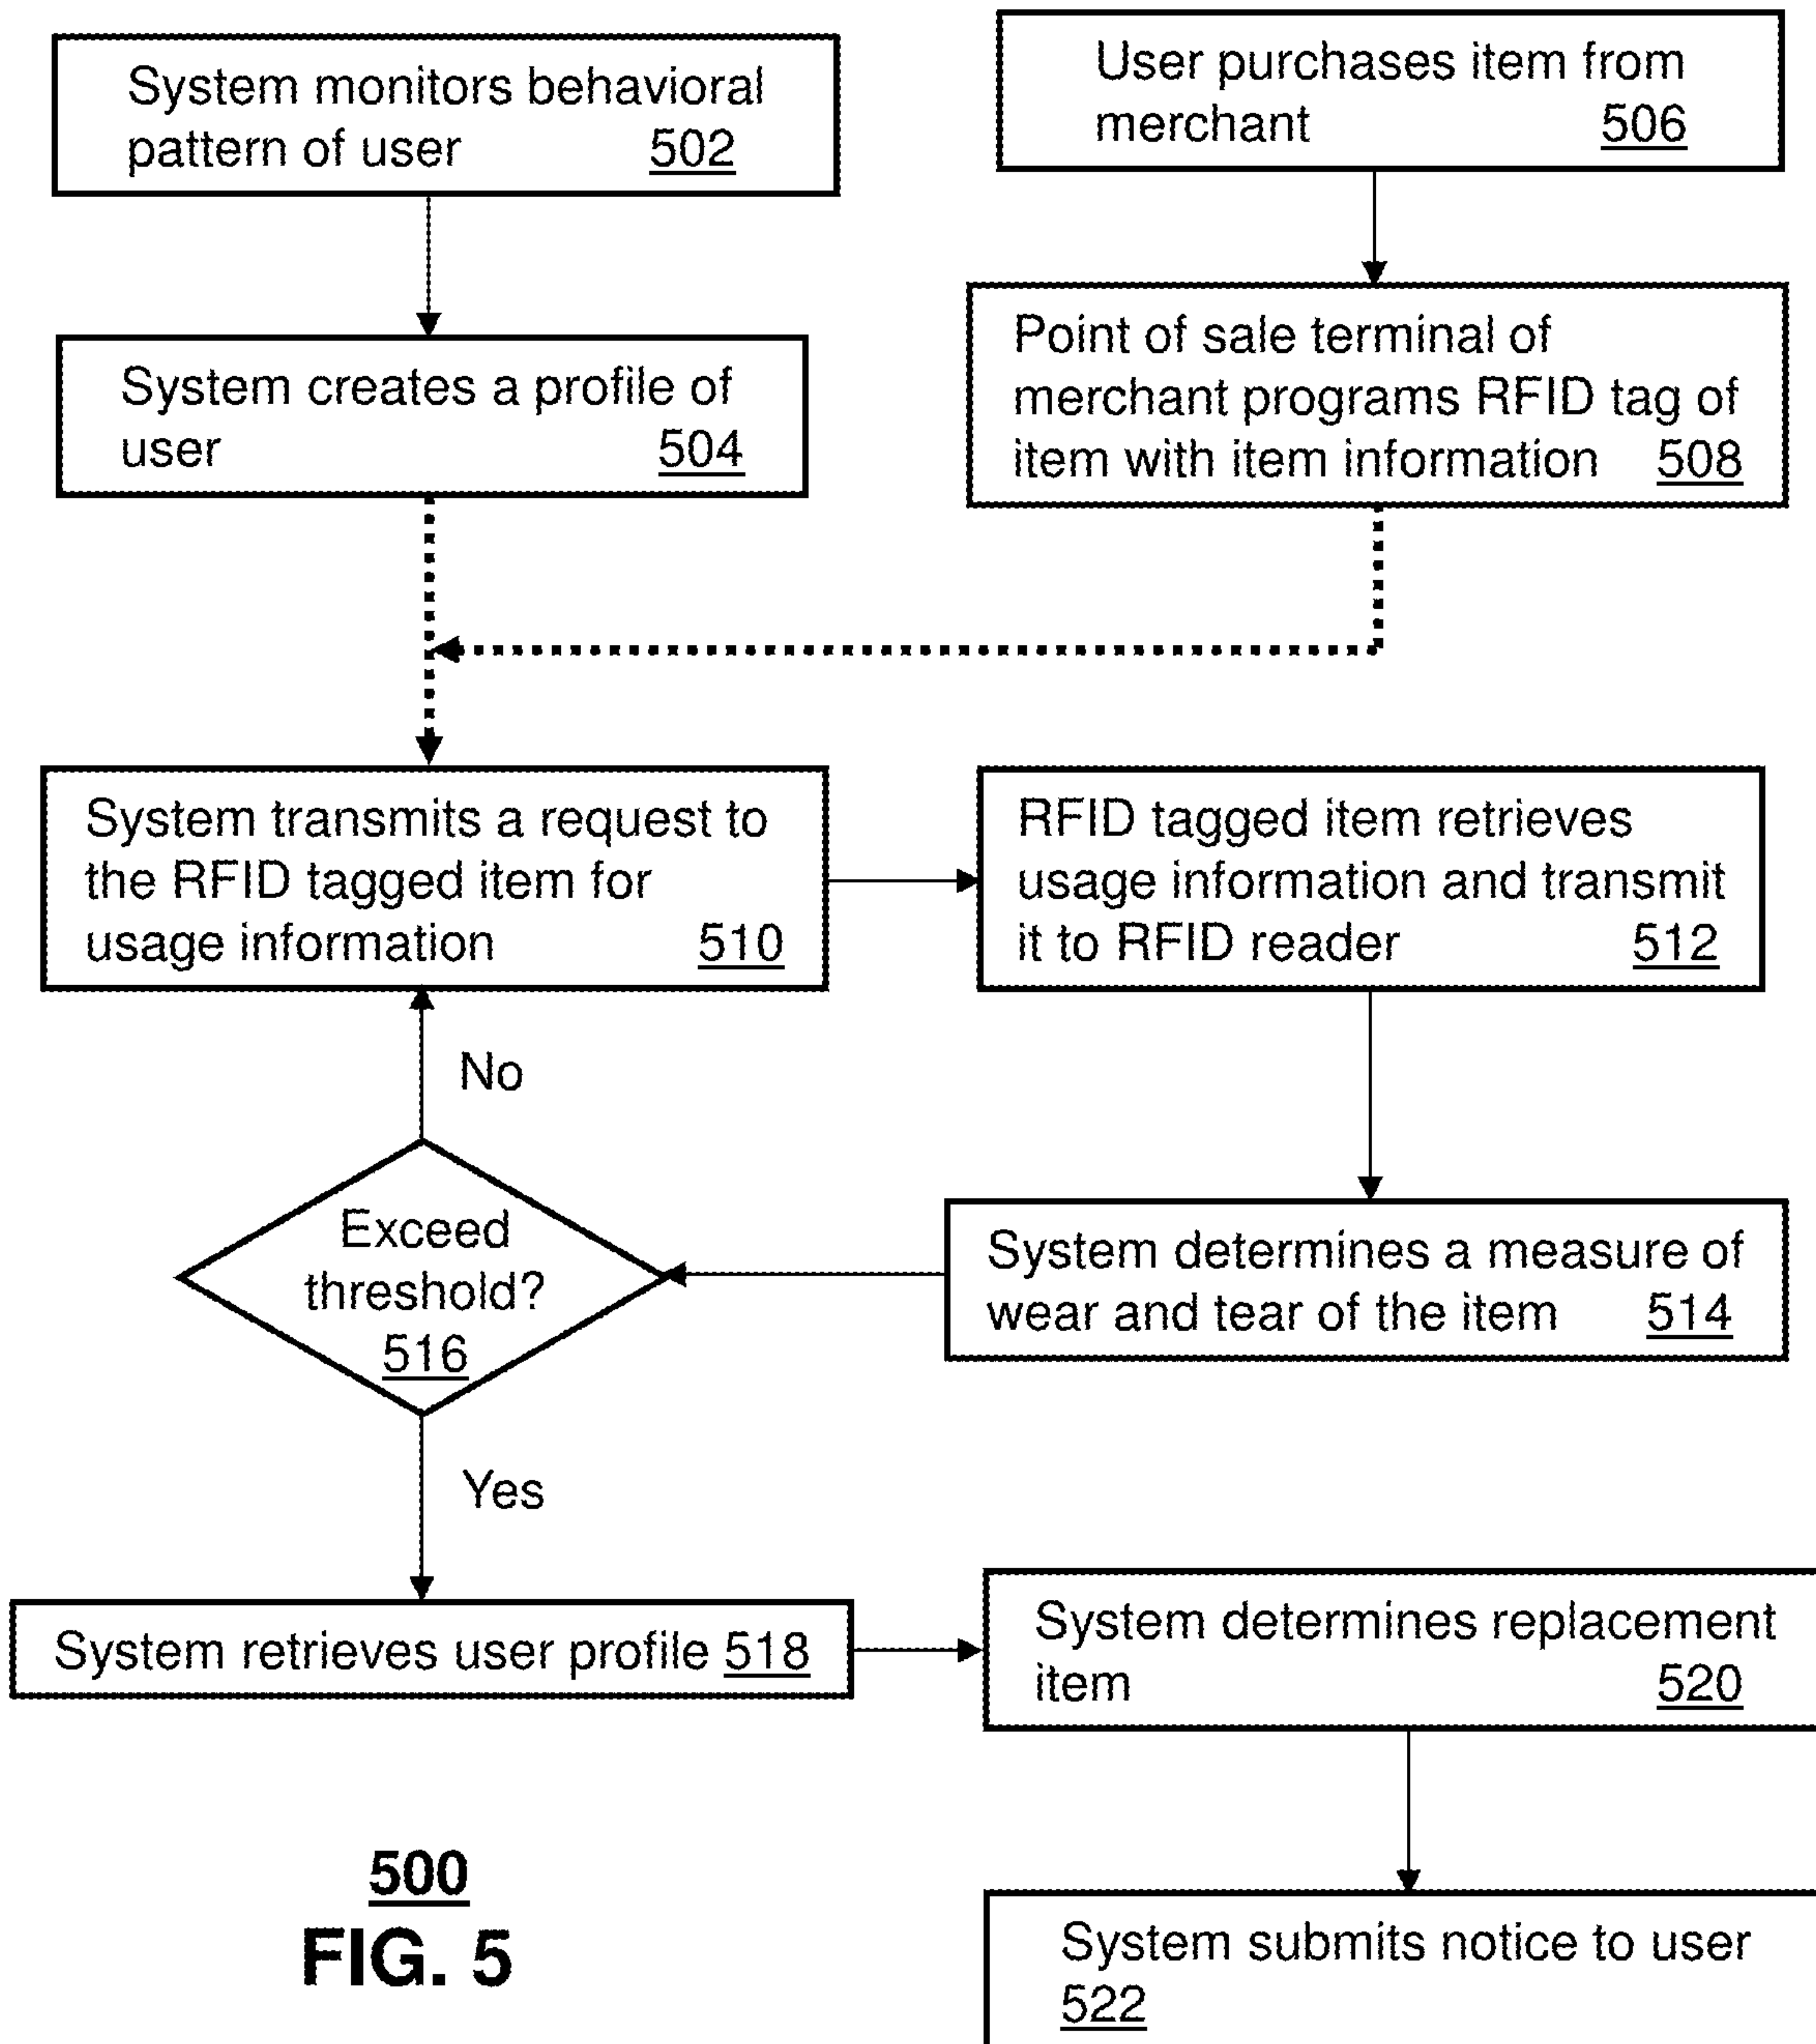 System monitors behavioral
pattern of user 502
User purchases item from
merchant 506
System creates a profile of
user 504
Point of sale terminal of
merchant programs RFID tag of
item with item information 508
System transmits a request to
the RFID tagged item for
usage information 510
RFID tagged item retrieves
usage information and transmit
it to RFID reader 512
No
Exceed
threshold?
516
System determines a measure of
wear and tear of the item 514
Yes
System retrieves user profile 518
System determines replacement
item 520
System submits notice to user
522
500
FIG. 5